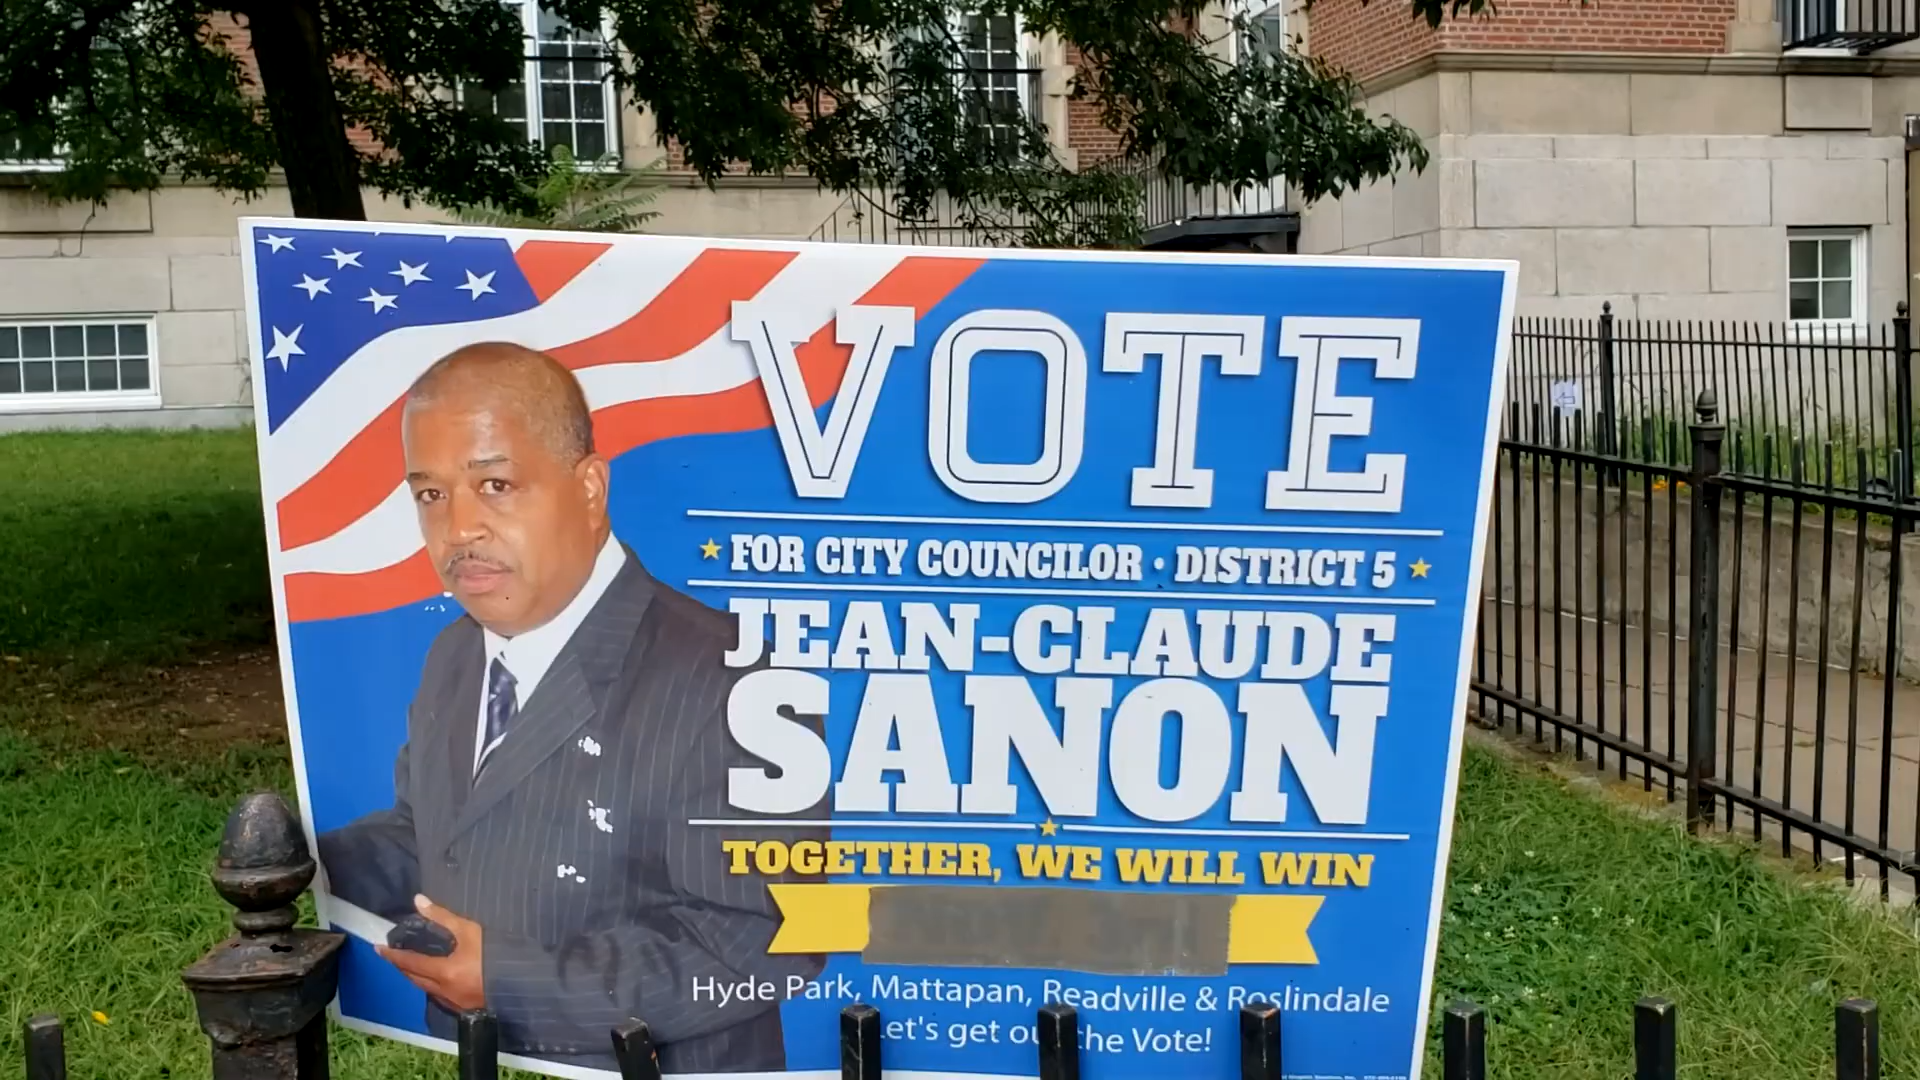 VOTE
FOR CITY COUNCILOR • DISTRICT 5
JEAN-CLAUDE
SANON
TOGETHER, WE WILL WIN
Hyde Park, Mattapan, Readville & Roslindale
Let's get out the Vote!